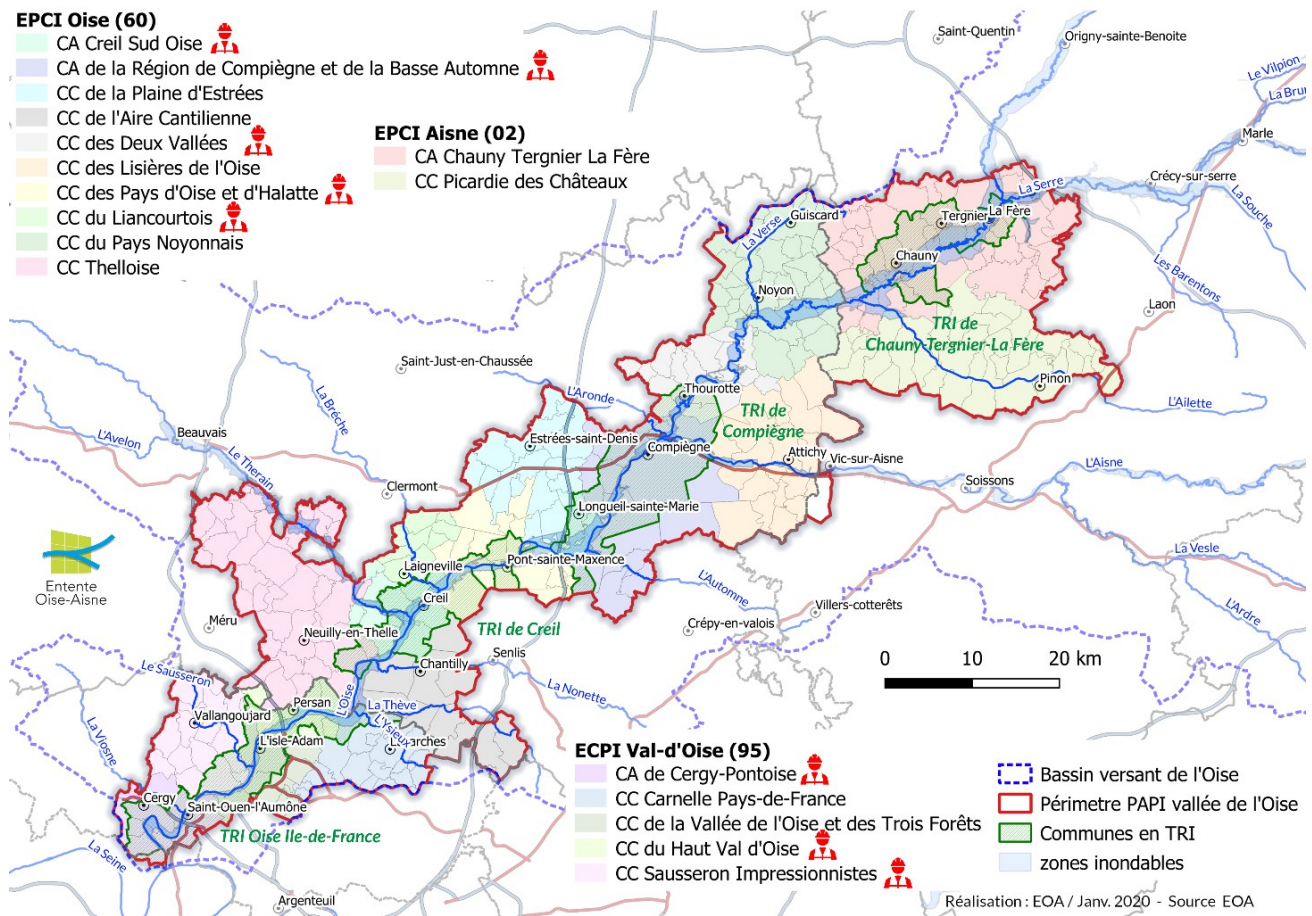 EPCI Oise (60)
CA Creil Sud Oise
CA de la Région de Compiègne et de la Basse Automne
CC de la Plaine d'Estrées
CC de l'Aire Cantilienne
CC des Deux Vallées
CC des Lisières de l'Oise
CC des Pays d'Oise et d'Halatte
CC du Liancourtois
CC du Pays Noyonnais
CC Thelloise
EPCI Aisne (02)
CA Chauny Tergnier La Fère
CC Picardie des Châteaux
Saint-Quentin
Origny-sainte-Benoite
Le Vilpion
La Brun
Marle
Crécy-sur-serre
La Serre
La Souche
Guiscard
La Verse
Tergnier
La Fère
Chauny
Les Barentons
Noyon
Laon
TRI de
Chauny-Tergnier-La Fère
Saint-Just-en-Chaussée
Pinon
L'Ailette
Thourotte
L'Aronde
La Brêche
TRI de
Compiègne
Beauvais
L'Avelon
Le Therain
Estrées-saint-Denis
Compiègne
Attichy
Vic-sur-Aisne
L'Aisne
Soissons
Clermont
Longueil-sainte-Marie
La Vesle
Entente
Oise-Aisne
Laigneville
Pont-sainte-Maxence
L'Automne
Villers-cotterêts
L'Ardre
Creil
Méru
Neuilly-en-Thelle
TRI de Creil
Crépy-en-valois
Chantilly
Senlis
0 10 20 km
Le Sausseron
La Nonette
L'Oise
Persan
La Thève
Vallangoujard
L'Ysieux
La Viosne
L'isle-Adam
Cergy
Saint-Ouen-l'Aumône
TRI Oise Ile-de-France
La Seine
Argenteuil
ECPI Val-d'Oise (95)
CA de Cergy-Pontoise
CC Carnelle Pays-de-France
CC de la Vallée de l'Oise et des Trois Forêts
CC du Haut Val d'Oise
CC Sausseron Impressionnistes
Bassin versant de l'Oise
Périmetre PAPI vallée de l'Oise
Communes en TRI
zones inondables
Réalisation : EOA / Janv. 2020 - Source EOA